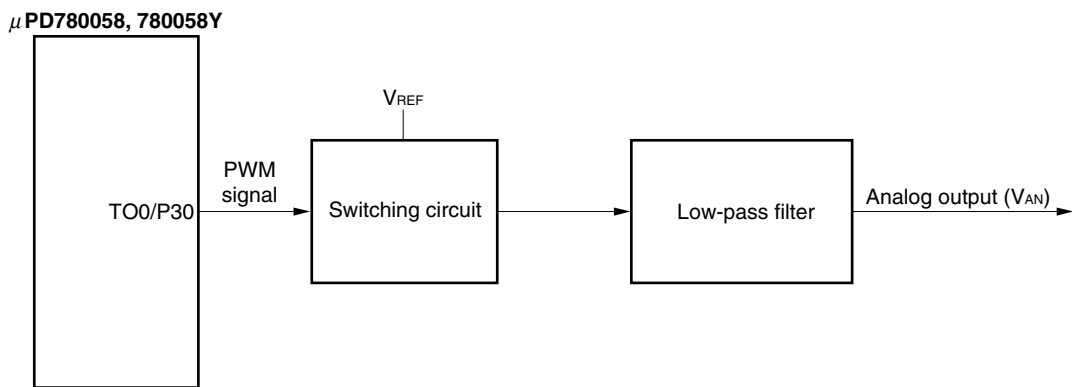 μPD780058, 780058Y
VREF
PWM
signal
TO0/P30
Switching circuit
Low-pass filter
Analog output (VAN)